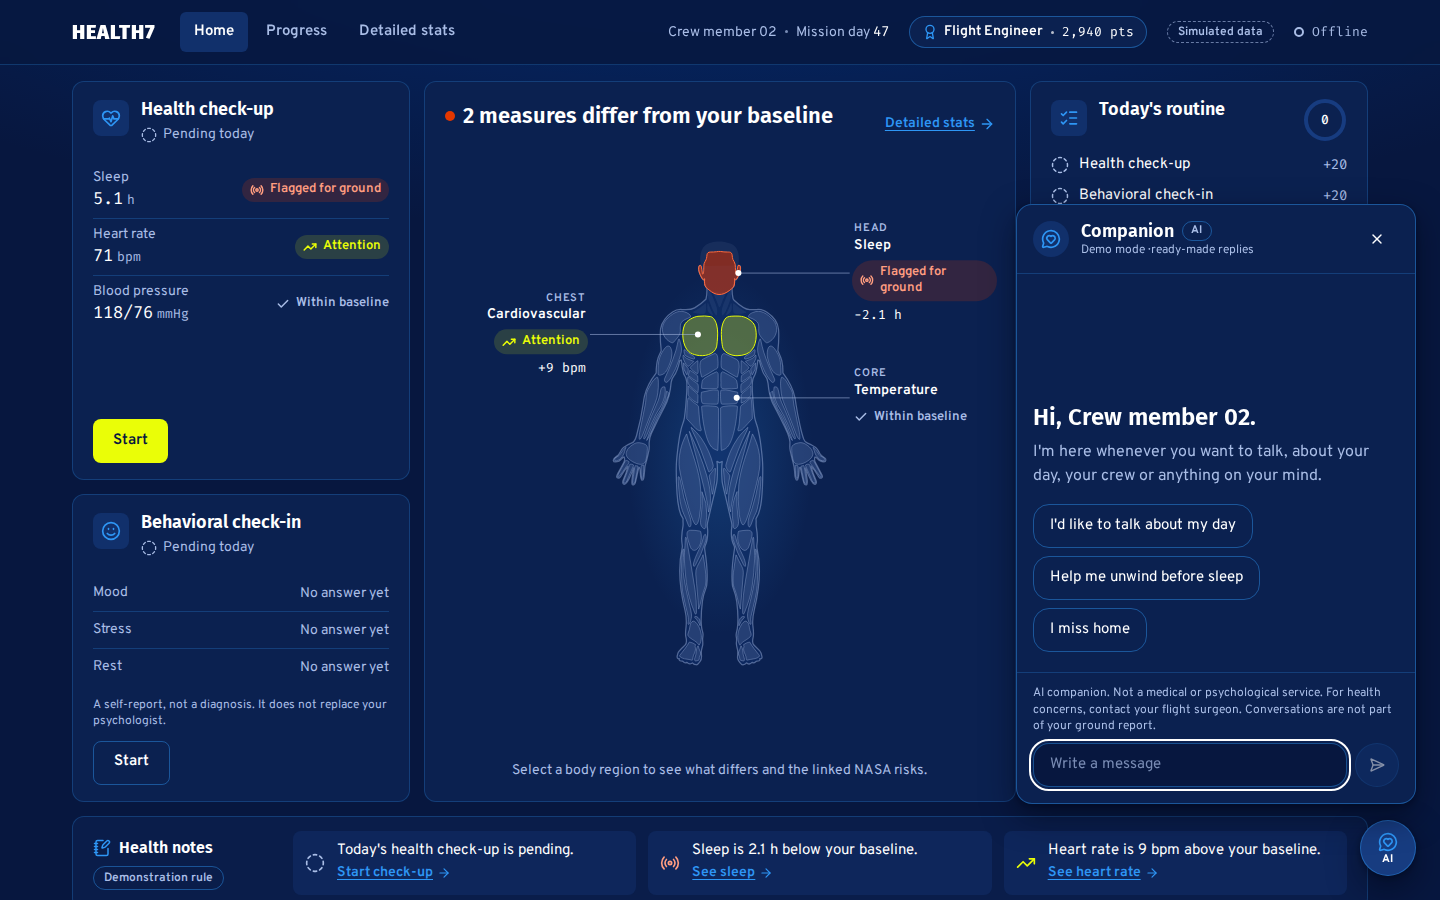 HEALTH7
Home
Progress
Detailed stats
Crew member 02 • Mission day 47
Flight Engineer • 2,940 pts
Simulated data
Offline
Health check-up
Pending today
Sleep
5.1 h
Flagged for ground
Heart rate
71 bpm
Attention
Blood pressure
118/76 mmHg
Within baseline
Start
Behavioral check-in
Pending today
Mood
No answer yet
Stress
No answer yet
Rest
No answer yet
A self-report, not a diagnosis. It does not replace your
psychologist.
Start
2 measures differ from your baseline
Detailed stats
HEAD
Sleep
Flagged for
ground
-2.1 h
CHEST
Cardiovascular
Attention
+9 bpm
CORE
Temperature
Within baseline
Select a body region to see what differs and the linked NASA risks.
Today's routine
0
Health check-up
+20
Behavioral check-in
+20
Companion
AI
Demo mode ·ready-made replies
Hi, Crew member 02.
I'm here whenever you want to talk, about your
day, your crew or anything on your mind.
I'd like to talk about my day
Help me unwind before sleep
I miss home
AI companion. Not a medical or psychological service. For health
concerns, contact your flight surgeon. Conversations are not part
of your ground report.
Write a message
Health notes
Demonstration rule
Today's health check-up is pending.
Start check-up
Sleep is 2.1 h below your baseline.
See sleep
Heart rate is 9 bpm above your baseline.
See heart rate
AI